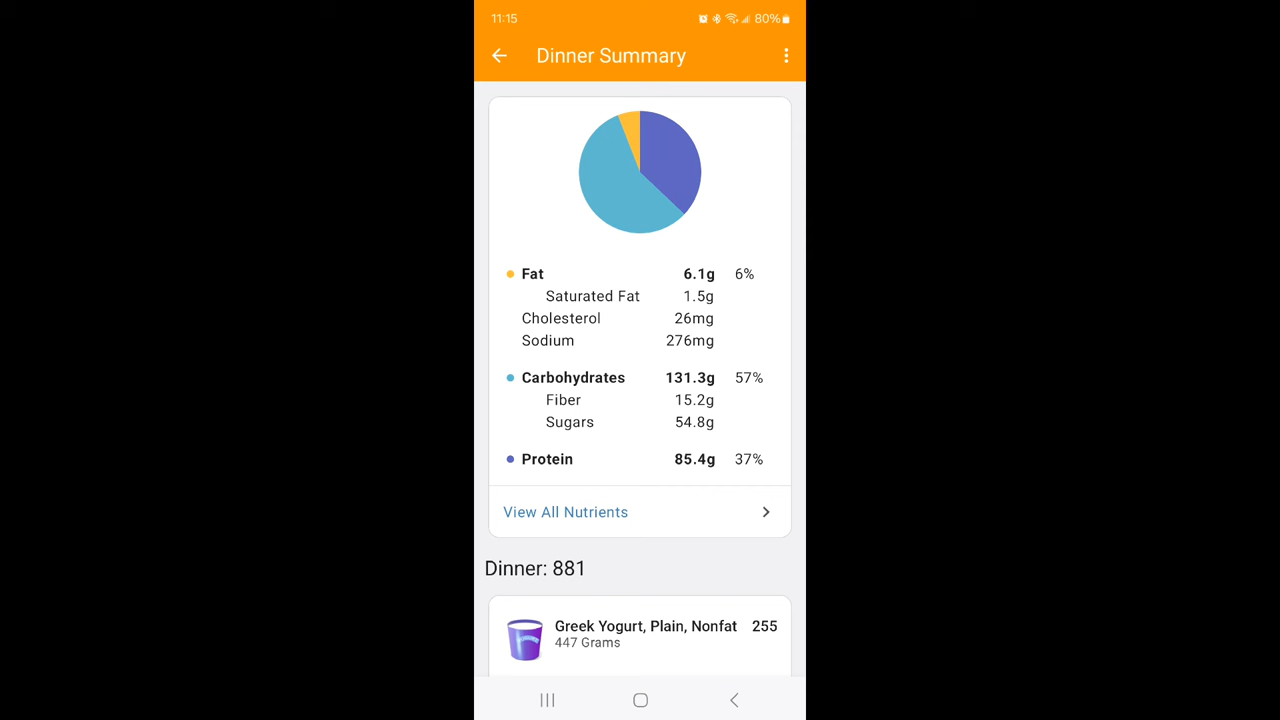 11:15
80%
Dinner Summary
Fat 6.1g 6%
Saturated Fat 1.5g
Cholesterol 26mg
Sodium 276mg
Carbohydrates 131.3g 57%
Fiber 15.2g
Sugars 54.8g
Protein 85.4g 37%
View All Nutrients
Dinner: 881
Greek Yogurt, Plain, Nonfat 255
447 Grams